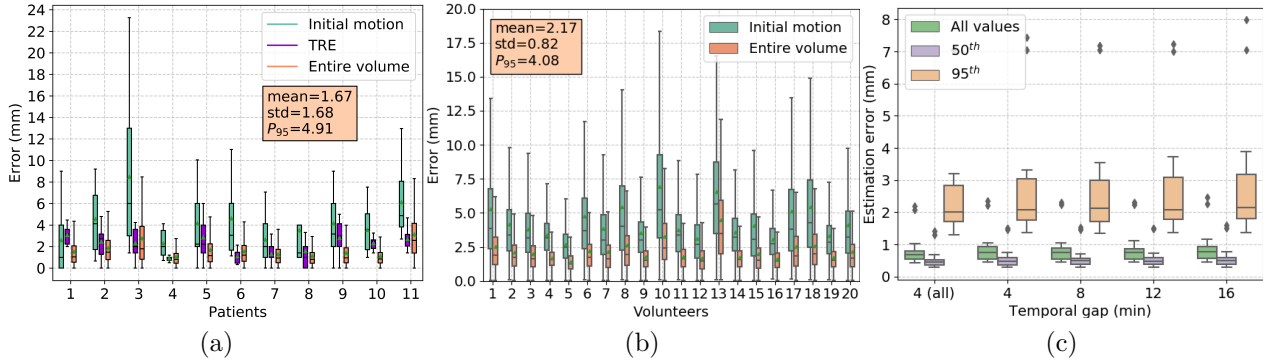 24
22
20
18
16
14
12
10
8
6
4
2
0
Error (mm)
Initial motion
TRE
Entire volume
mean=1.67
std=1.68
P95=4.91
1 2 3 4 5 6 7 8 9 10 11
Patients
(a)
20.0
17.5
15.0
12.5
10.0
7.5
5.0
2.5
0.0
Error (mm)
mean=2.17
std=0.82
P95=4.08
Initial motion
Entire volume
1 2 3 4 5 6 7 8 9 10 11 12 13 14 15 16 17 18 19 20
Volunteers
(b)
8
7
6
5
4
3
2
1
0
Estimation error (mm)
All values
50th
95th
4 (all) 4 8 12 16
Temporal gap (min)
(c)